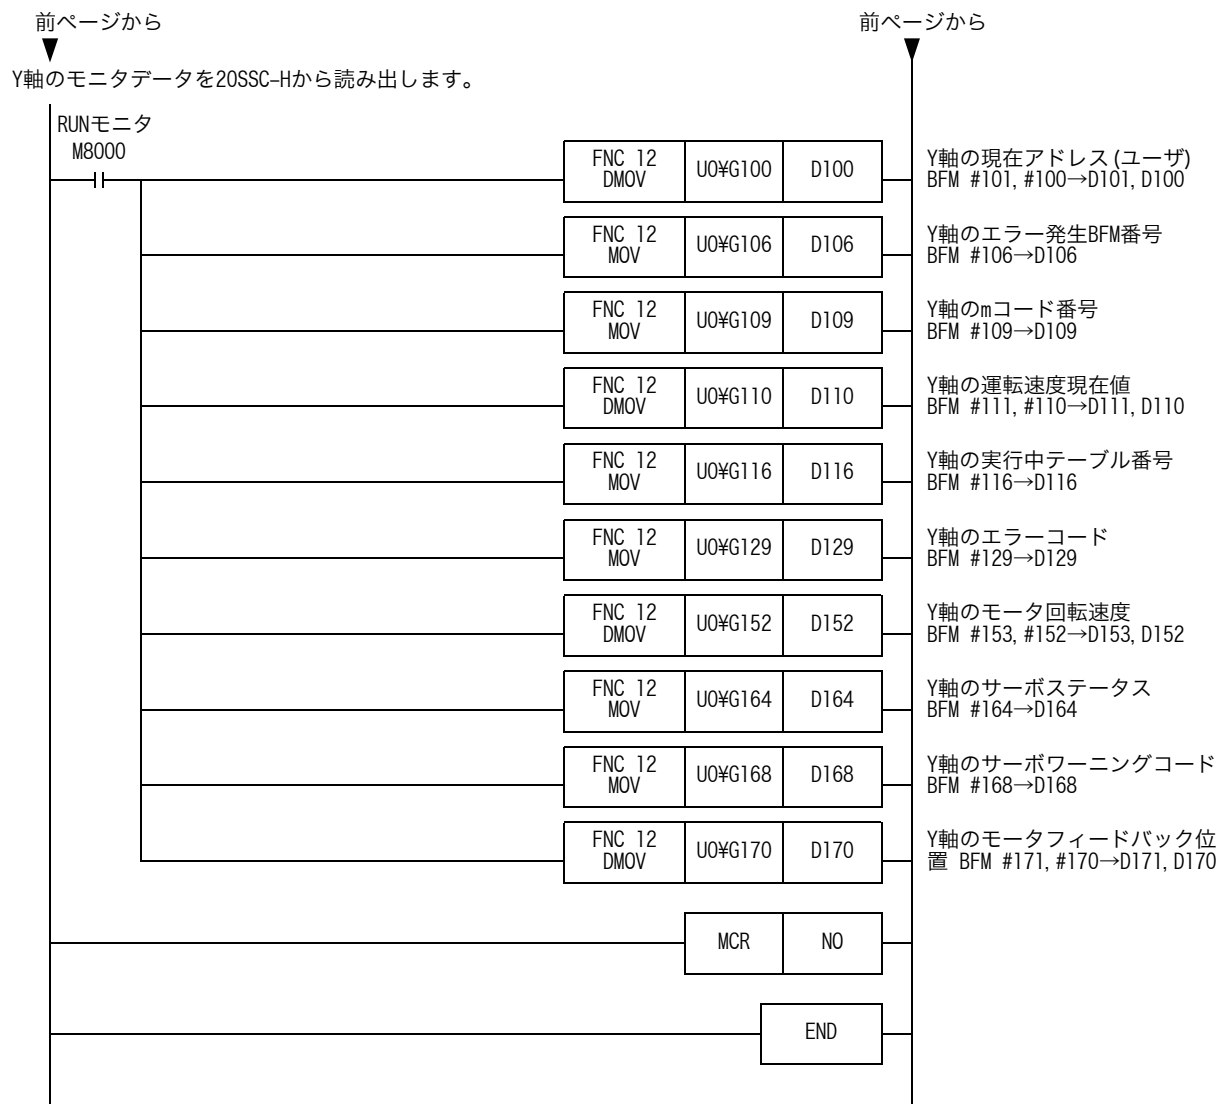 前ページから 前ページから
Y軸のモニタデータを20SSC-Hから読み出します。
RUNモニタ
M8000
FNC 12
DMOV
U0¥G100
D100
Y軸の現在アドレス(ユーザ)
BFM #101, #100→D101, D100
FNC 12
MOV
U0¥G106
D106
Y軸のエラー発生BFM番号
BFM #106→D106
FNC 12
MOV
U0¥G109
D109
Y軸のmコード番号
BFM #109→D109
FNC 12
DMOV
U0¥G110
D110
Y軸の運転速度現在値
BFM #111, #110→D111, D110
FNC 12
MOV
U0¥G116
D116
Y軸の実行中テーブル番号
BFM #116→D116
FNC 12
MOV
U0¥G129
D129
Y軸のエラーコード
BFM #129→D129
FNC 12
DMOV
U0¥G152
D152
Y軸のモータ回転速度
BFM #153, #152→D153, D152
FNC 12
MOV
U0¥G164
D164
Y軸のサーボステータス
BFM #164→D164
FNC 12
MOV
U0¥G168
D168
Y軸のサーボワーニングコード
BFM #168→D168
FNC 12
DMOV
U0¥G170
D170
Y軸のモータフィードバック位
置 BFM #171, #170→D171, D170
MCR
N0
END